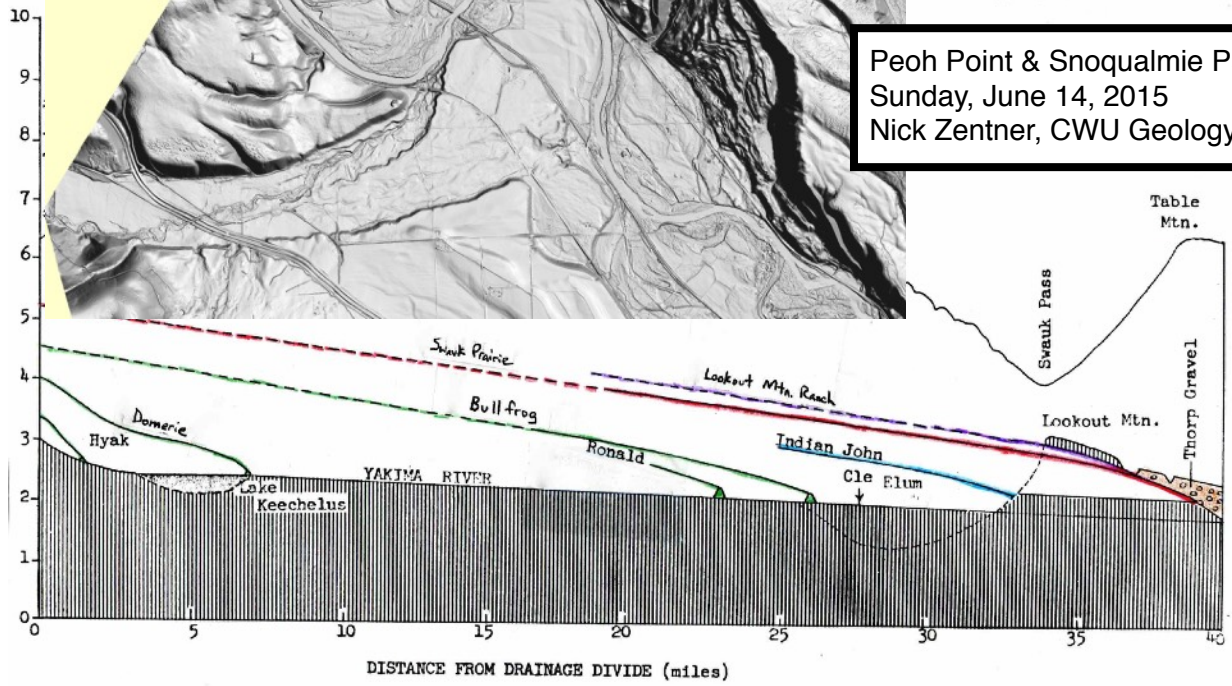 Peoh Point & Snoqualmie P
Sunday, June 14, 2015
Nick Zentner, CWU Geology
10
9
8
7
6
5
4
3
2
1
0
Table
Mtn.
Swauk Pass
Swauk Prairie
Lookout Mtn. Ranch
Lookout Mtn.
Thorp Gravel
Bullfrog
Domerie
Hyak
Ronald
Indian John
Cle Elum
YAKIMA RIVER
Lake
Keechelus
0 5 10 15 20 25 30 35 40
DISTANCE FROM DRAINAGE DIVIDE (miles)